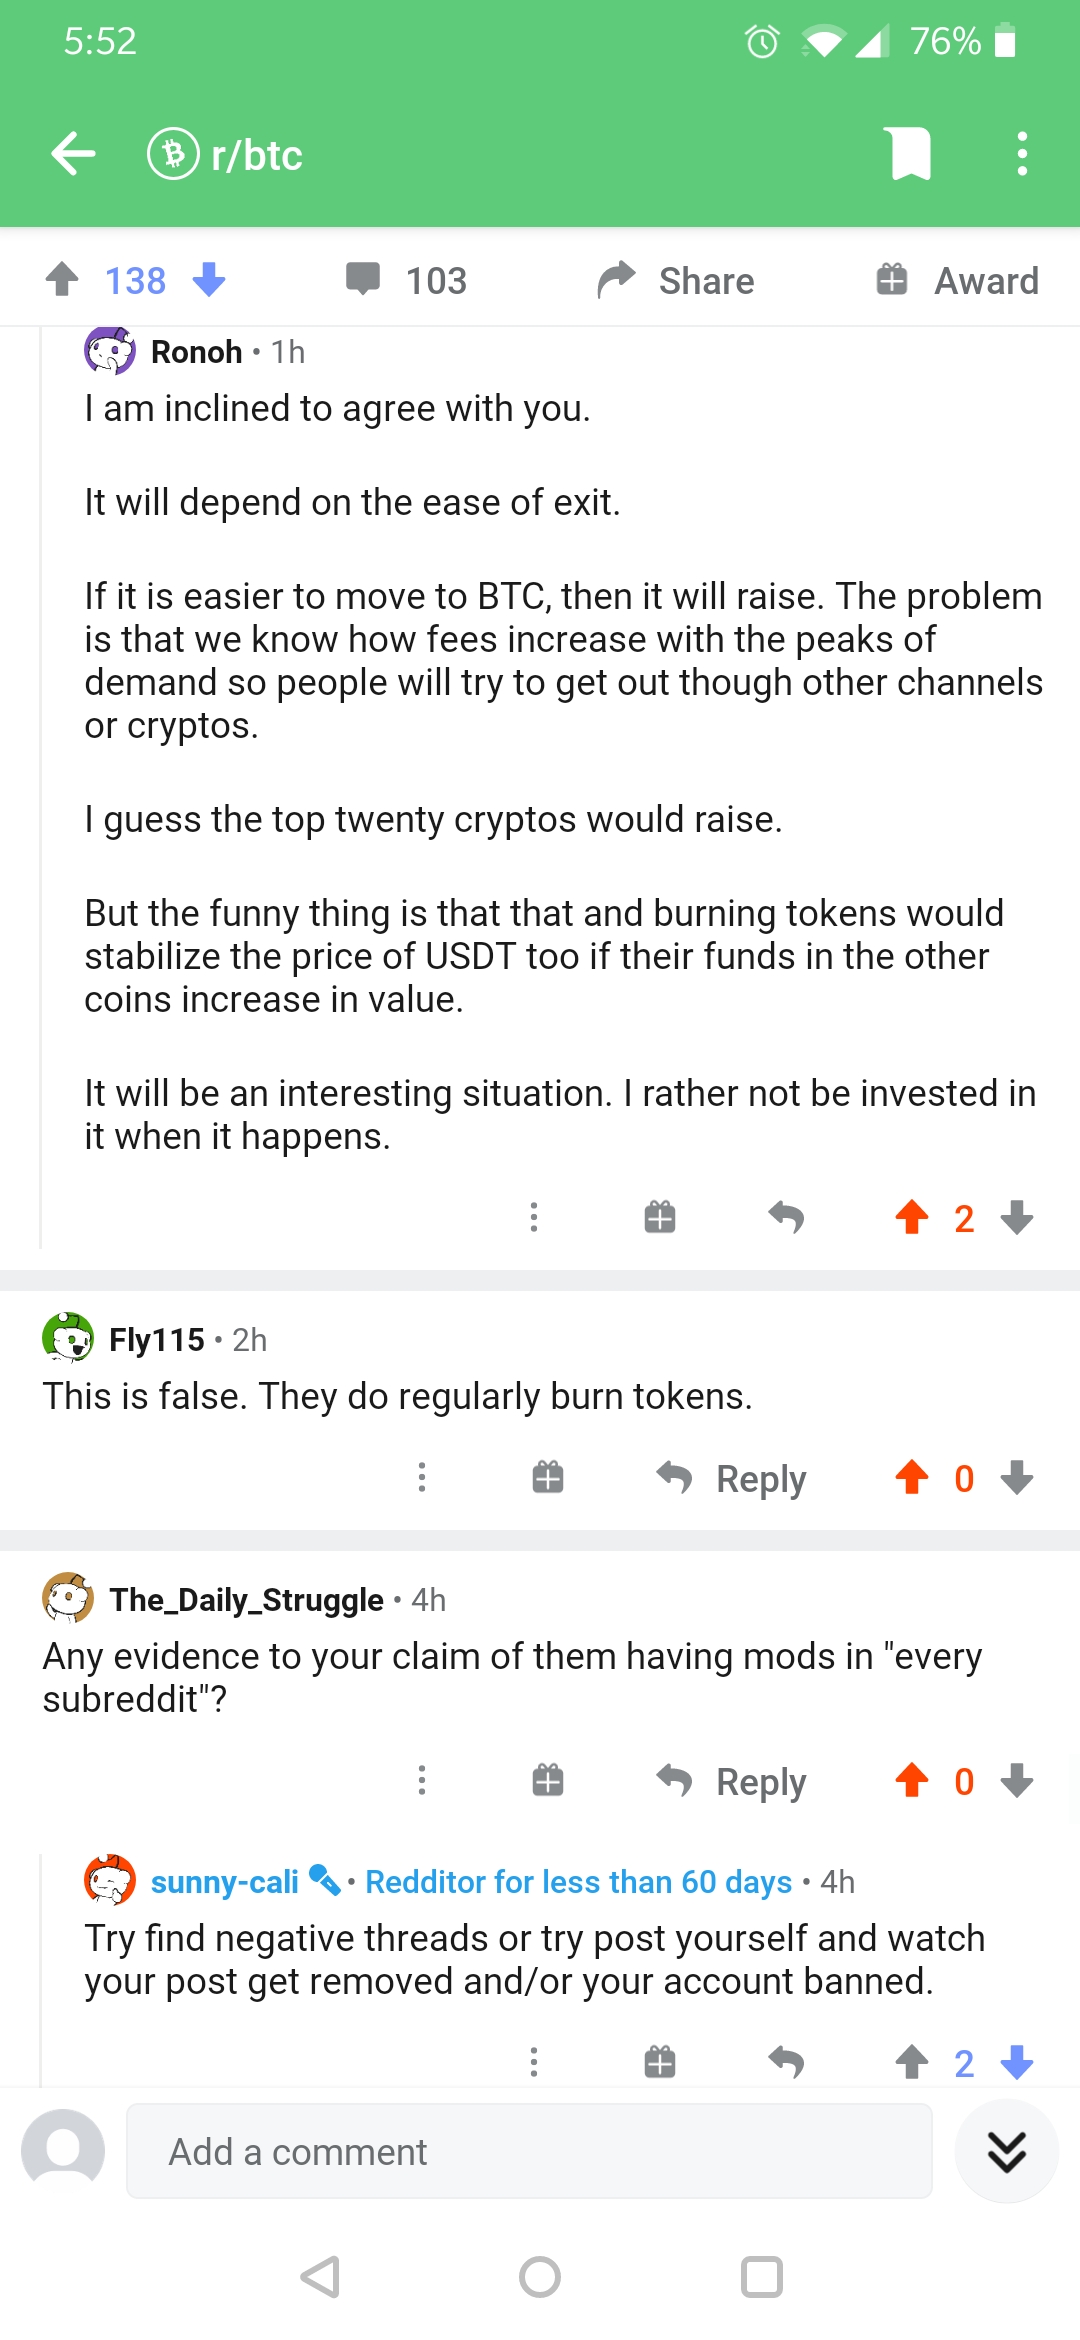 5:52
76%
r/btc
138
103
Share
Award
Ronoh • 1h
I am inclined to agree with you.
It will depend on the ease of exit.
If it is easier to move to BTC, then it will raise. The problem
is that we know how fees increase with the peaks of
demand so people will try to get out though other channels
or cryptos.
I guess the top twenty cryptos would raise.
But the funny thing is that that and burning tokens would
stabilize the price of USDT too if their funds in the other
coins increase in value.
It will be an interesting situation. I rather not be invested in
it when it happens.
2
Fly115 • 2h
This is false. They do regularly burn tokens.
Reply
0
The_Daily_Struggle • 4h
Any evidence to your claim of them having mods in "every
subreddit"?
Reply
0
sunny-cali • Redditor for less than 60 days • 4h
Try find negative threads or try post yourself and watch
your post get removed and/or your account banned.
2
Add a comment